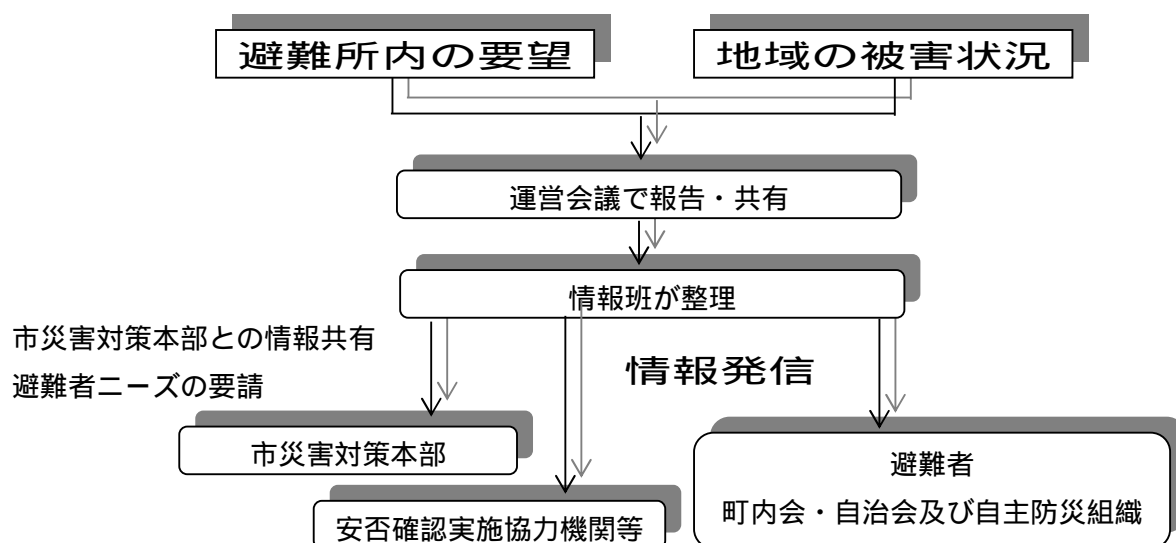 避難所内の要望
地域の被害状況
運営会議で報告・共有
情報班が整理
市災害対策本部との情報共有
避難者ニーズの要請
情報発信
市災害対策本部
安否確認実施協力機関等
避難者
町内会・自治会及び自主防災組織